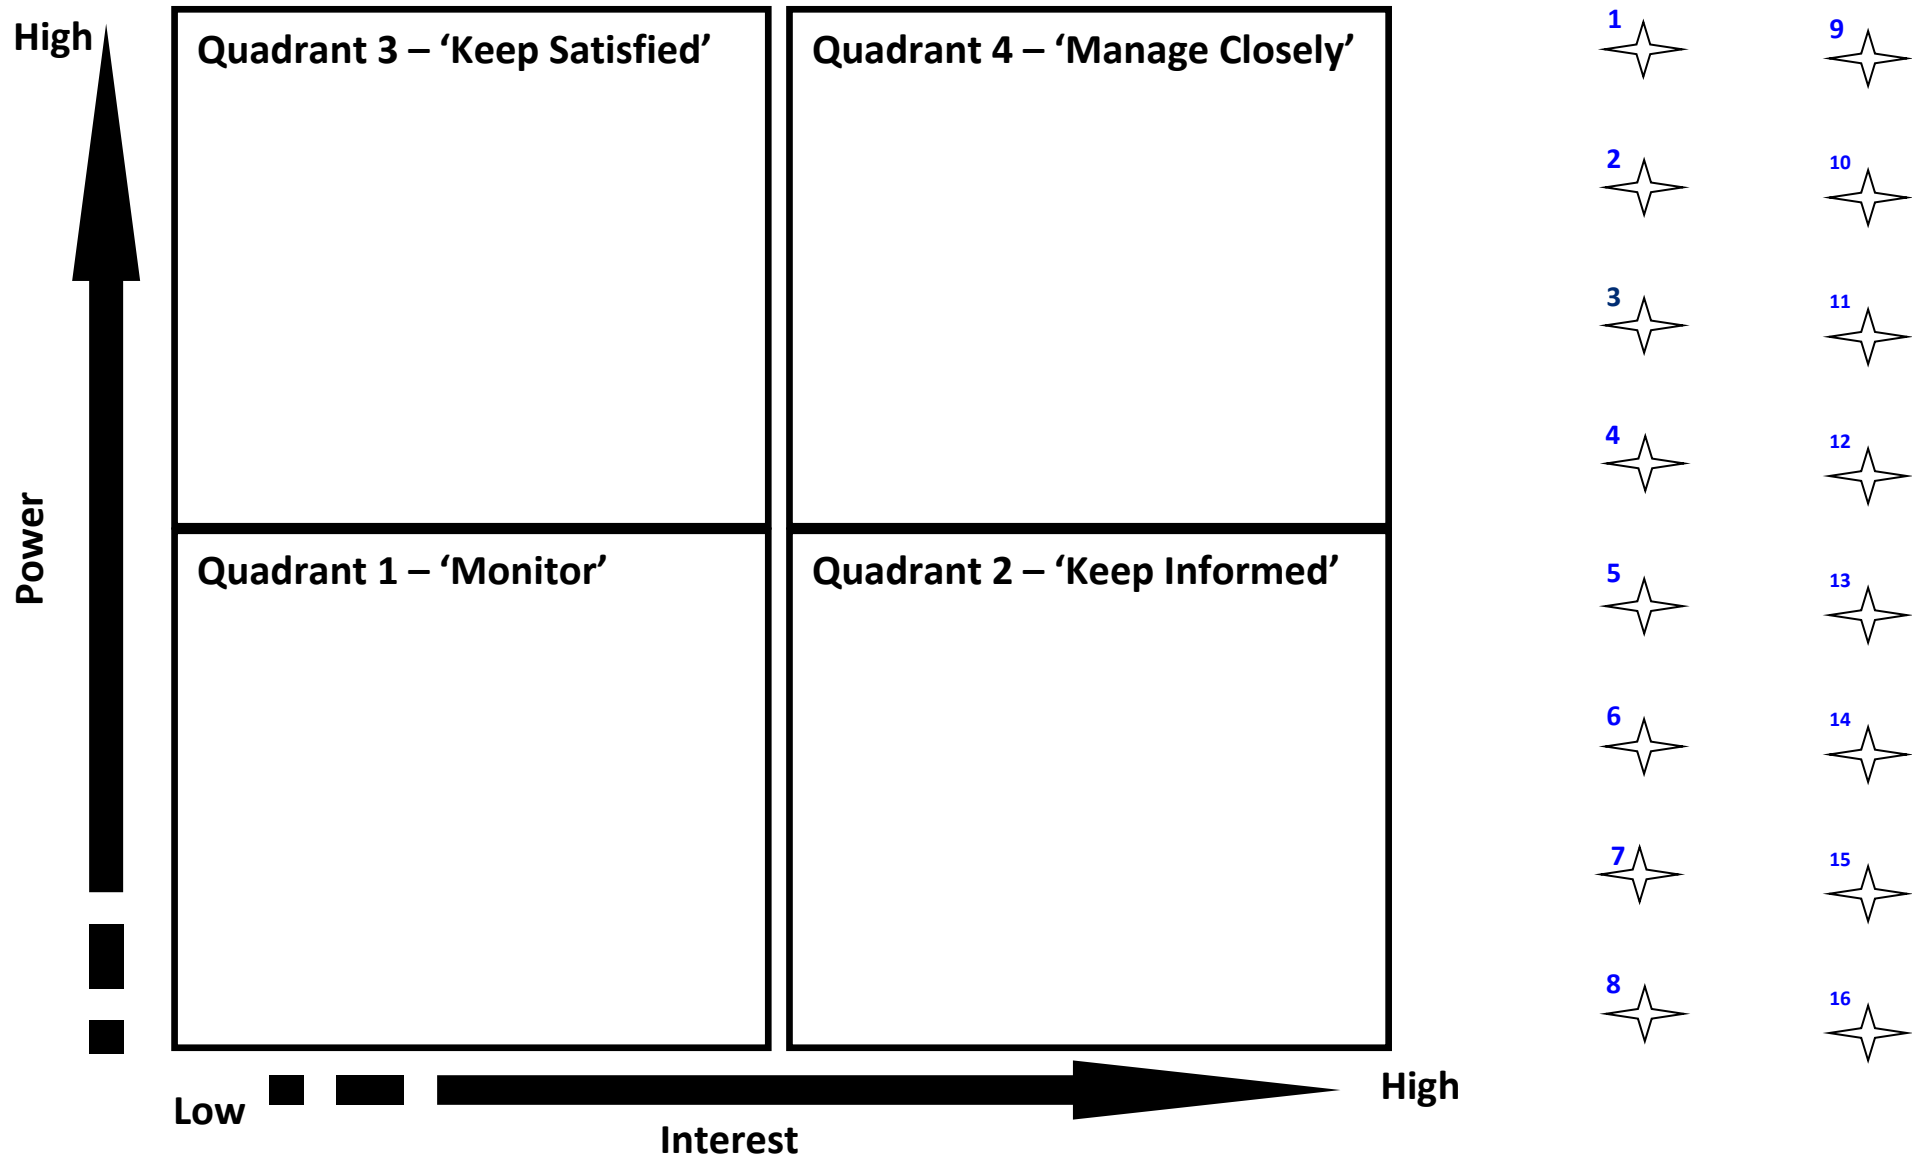 High
Quadrant 3 – ‘Keep Satisfied’
Quadrant 4 – ‘Manage Closely’
Power
Quadrant 1 – ‘Monitor’
Quadrant 2 – ‘Keep Informed’
Low
High
Interest
1
2
3
4
5
6
7
8
9
10
11
12
13
14
15
16